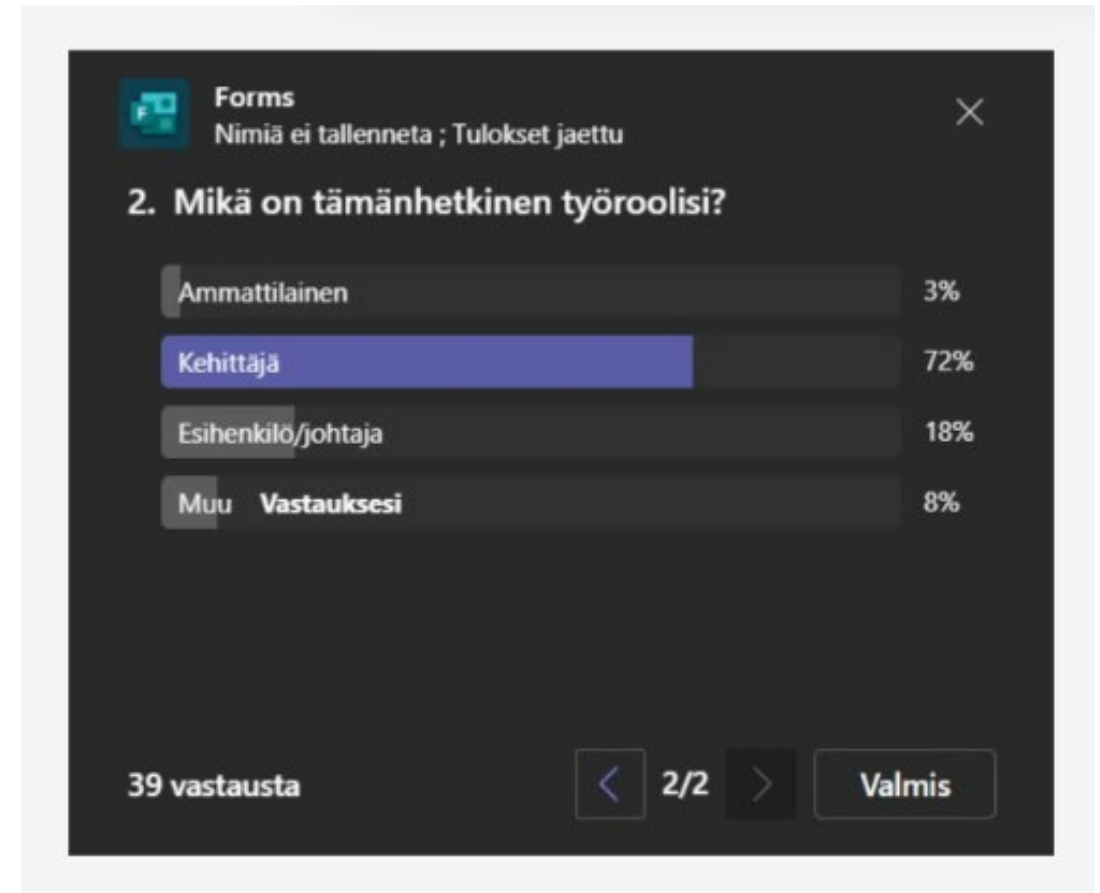 Forms
Nimiä ei tallenneta ; Tulokset jaettu
2. Mikä on tämänhetkinen työroolisi?
Ammattilainen 3%
Kehittäjä 72%
Esihenkilö/johtaja 18%
Muu Vastauksesi 8%
39 vastausta 2/2 Valmis